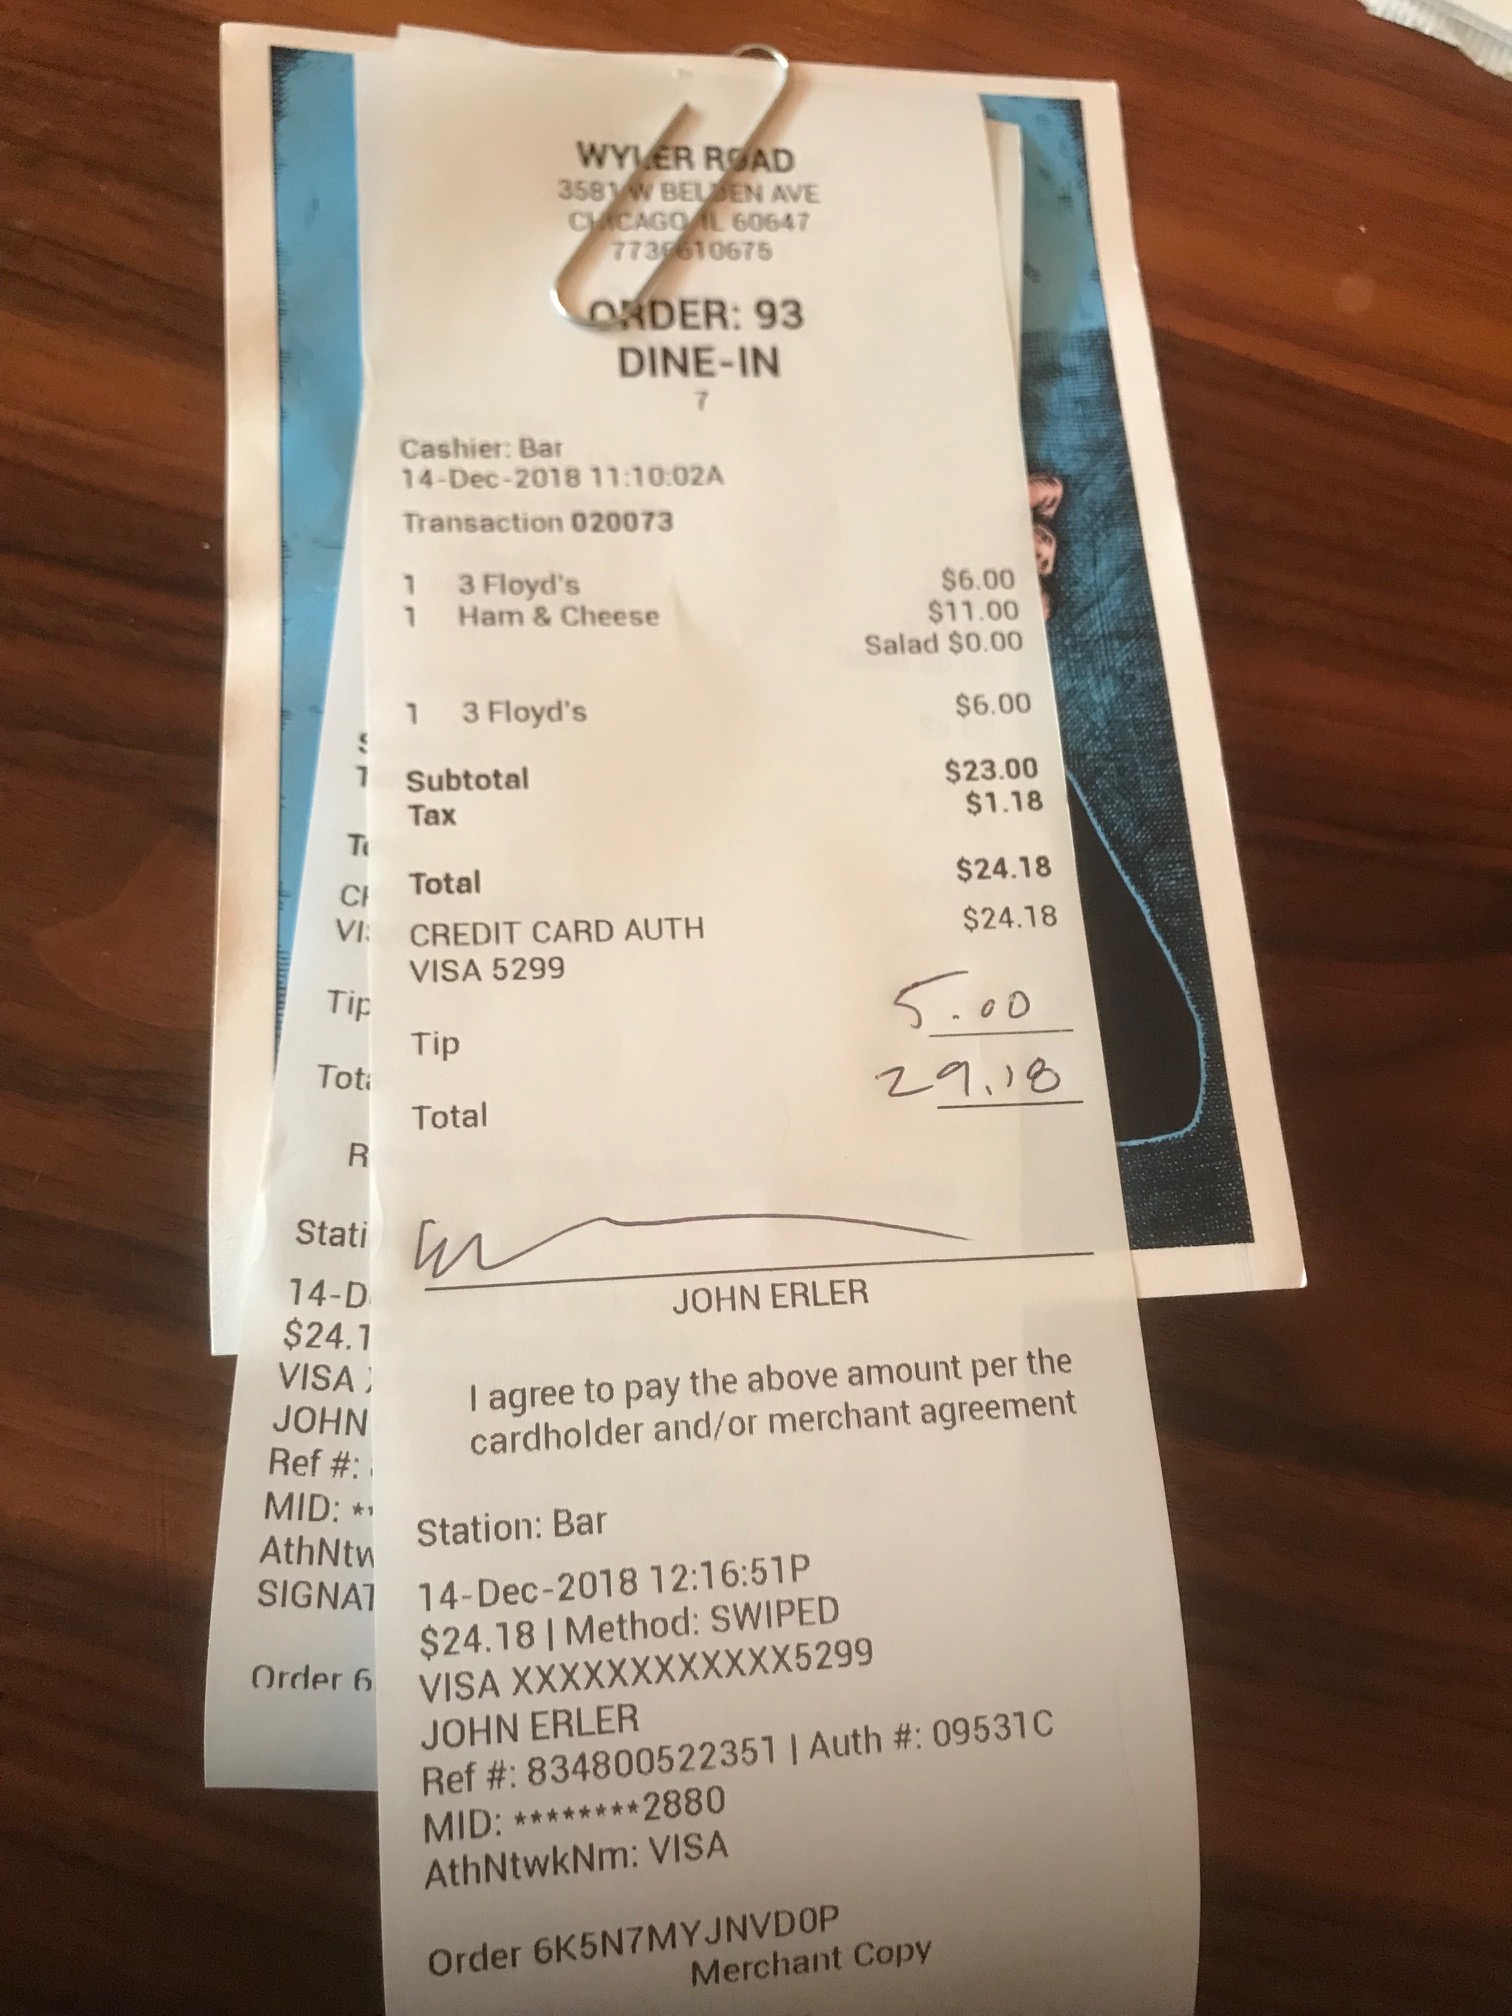 WYLER ROAD
3581 W BELDEN AVE
CHICAGO IL 60647
ORDER: 93
DINE-IN
7
Cashier: Bar
14-Dec-2018 11:10:02A
Transaction 020073
1 3 Floyd's $6.00
1 Ham & Cheese $11.00
Salad $0.00
1 3 Floyd's $6.00
Subtotal $23.00
Tax $1.18
Total $24.18
CREDIT CARD AUTH $24.18
VISA 5299
Tip 5.00
Total 29.18
JOHN ERLER
I agree to pay the above amount per the
cardholder and/or merchant agreement
Station: Bar
14-Dec-2018 12:16:51P
$24.18 | Method: SWIPED
VISA XXXXXXXXXXXX5299
JOHN ERLER
Ref #: 834800522351 | Auth #: 09531C
MID: ********2880
AthNtwkNm: VISA
Order 6K5N7MYJNVD0P
Merchant Copy
Tip
Stati
14-D
$24.1
VISA
JOHN
Ref #:
MID: **
AthNtw
SIGNAT
Order 6